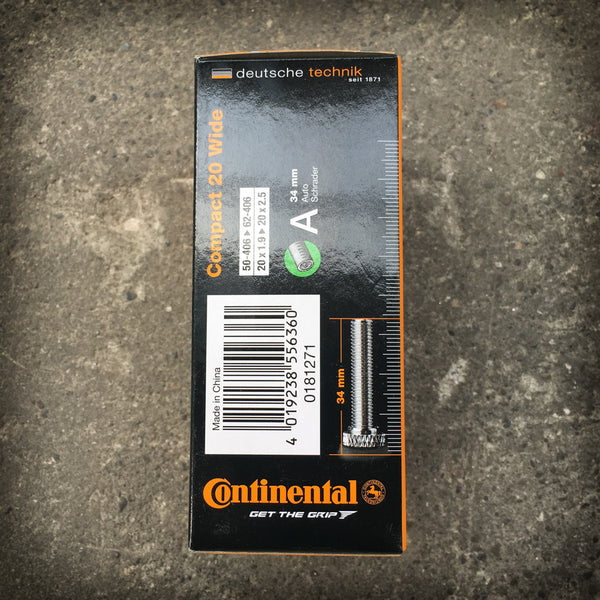 deutsche technik
seit 1871
Compact 20 Wide
50-406 ▸ 62-406
20 x 1.9 ▸ 20 x 2.5
A
34 mm
Auto
Schrader
Made in China
4 019238 556360
0181271
34 mm
Continental
GET THE GRIP